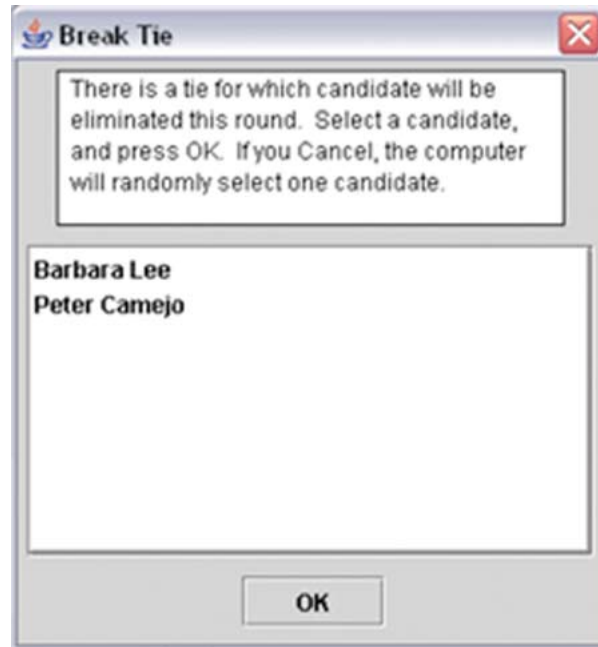 Break Tie
There is a tie for which candidate will be
eliminated this round. Select a candidate,
and press OK. If you Cancel, the computer
will randomly select one candidate.
Barbara Lee
Peter Camejo
OK